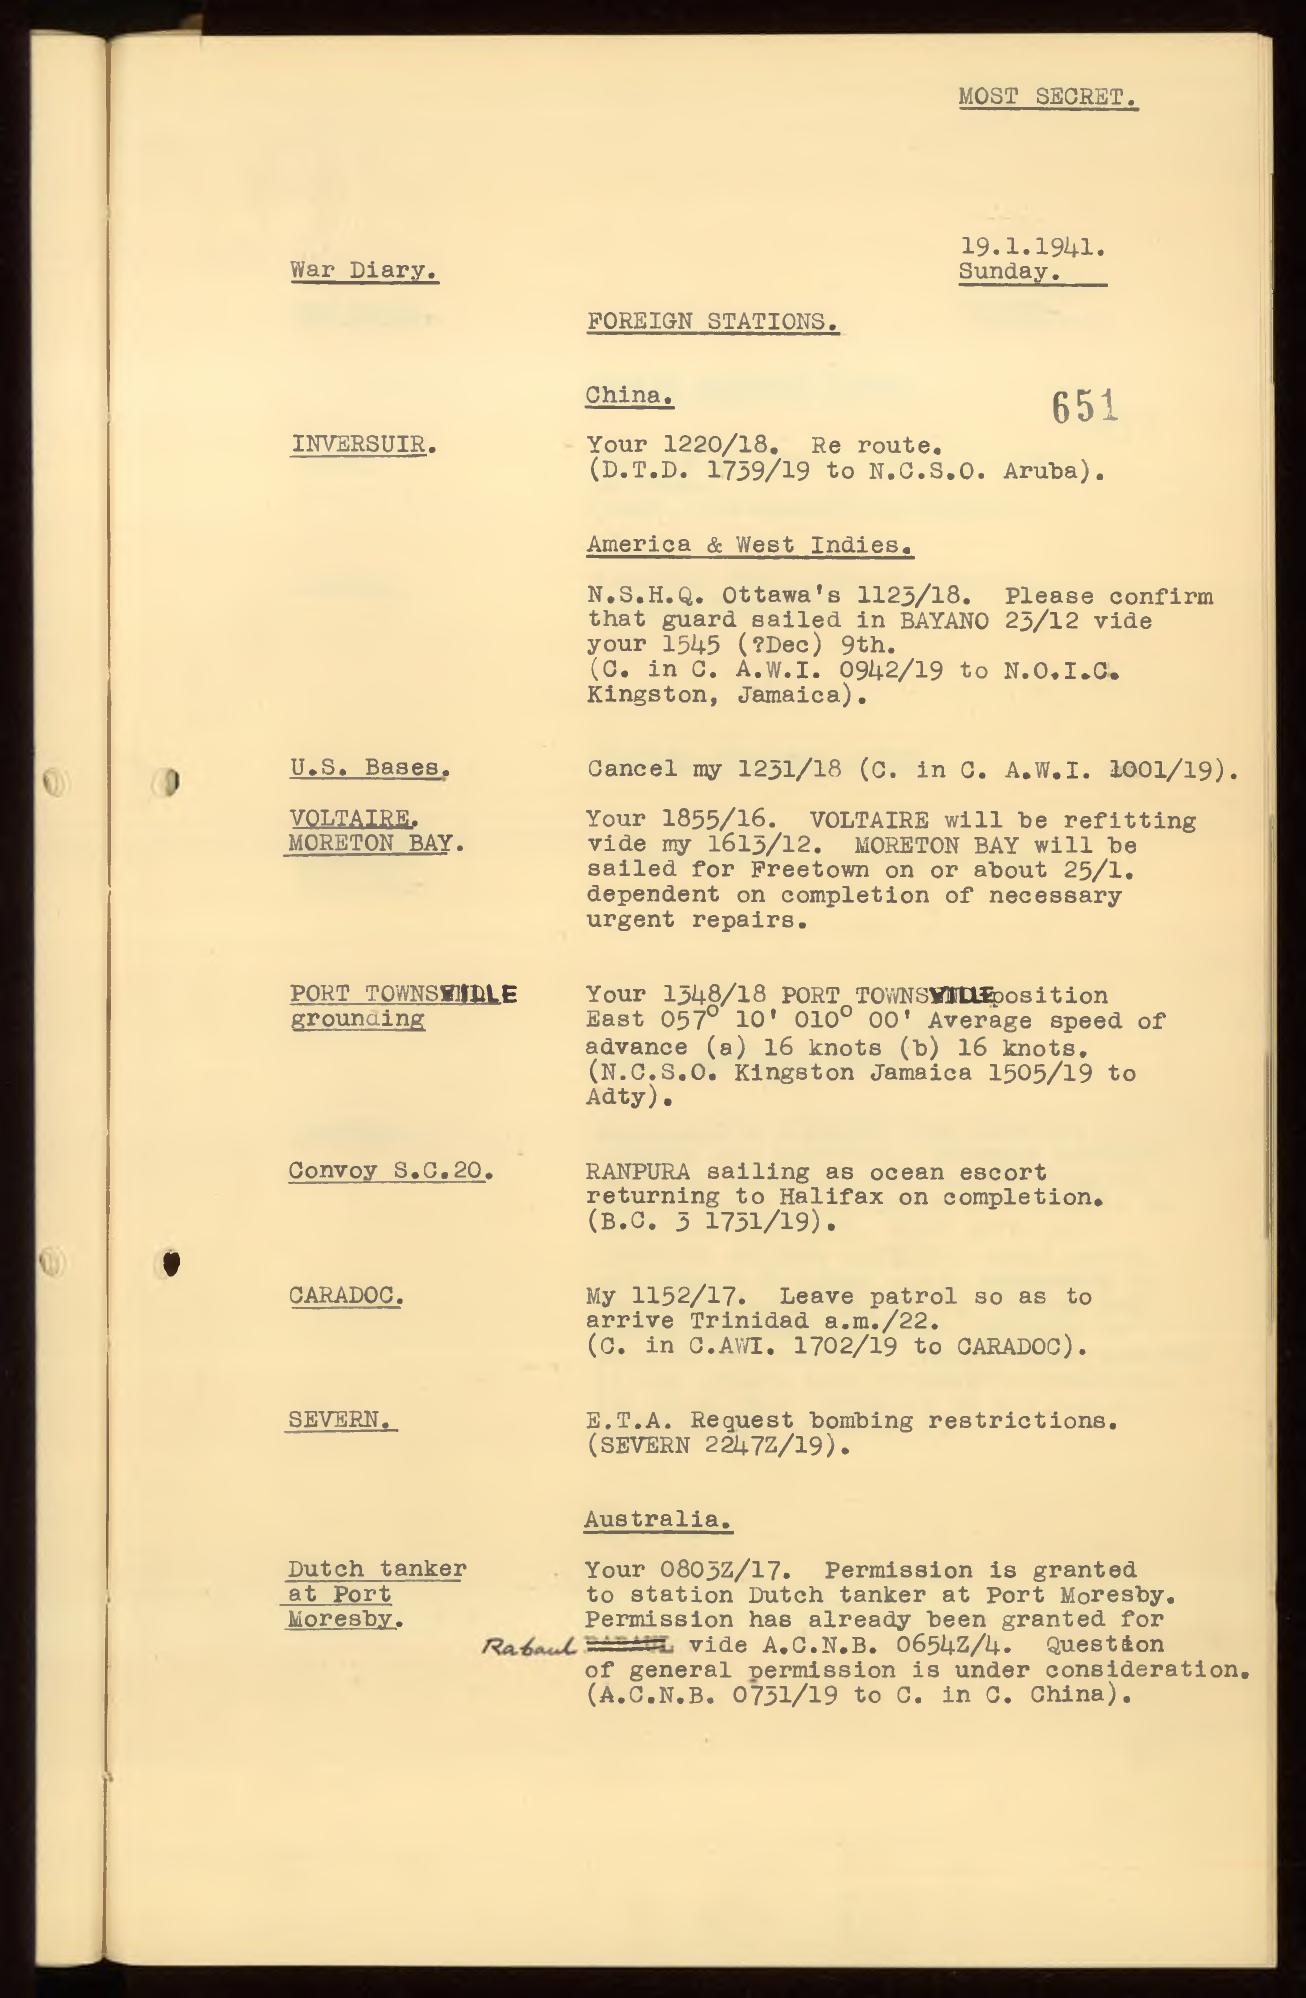 MOST SECRET.
19.1.1941.
War Diary.
Sunday.
FOREIGN STATIONS.
China.
651
INVERSUIR.
Your 1220/18. Re route.
(D.T.D. 1739/19 to N.C.S.O. Aruba).
America & West Indies.
N.S.H.Q. Ottawa's 1123/18. Please confirm
that guard sailed in BAYANO 23/12 vide
your 1545 (?Dec) 9th.
(C. in C. A.W.I. 0942/19 to N.O.I.C.
Kingston, Jamaica).
U.S. Bases.
Cancel my 1231/18 (C. in C. A.W.I. 1001/19).
VOLTAIRE.
MORETON BAY.
Your 1855/16. VOLTAIRE will be refitting
vide my 1613/12. MORETON BAY will be
sailed for Freetown on or about 25/1.
dependent on completion of necessary
urgent repairs.
PORT TOWNSVILLE
grounding
Your 1348/18 PORT TOWNSVILLE position
East 057° 10' 010° 00' Average speed of
advance (a) 16 knots (b) 16 knots.
(N.C.S.O. Kingston Jamaica 1505/19 to
Adty).
Convoy S.C.20.
RANPURA sailing as ocean escort
returning to Halifax on completion.
(B.C. 3 1731/19).
CARADOC.
My 1152/17. Leave patrol so as to
arrive Trinidad a.m./22.
(C. in C.AWI. 1702/19 to CARADOC).
SEVERN.
E.T.A. Request bombing restrictions.
(SEVERN 2247Z/19).
Australia.
Dutch tanker
at Port
Moresby.
Your 0803Z/17. Permission is granted
to station Dutch tanker at Port Moresby.
Permission has already been granted for
Rabaul vide A.C.N.B. 0654Z/4. Question
of general permission is under consideration.
(A.C.N.B. 0731/19 to C. in C. China).